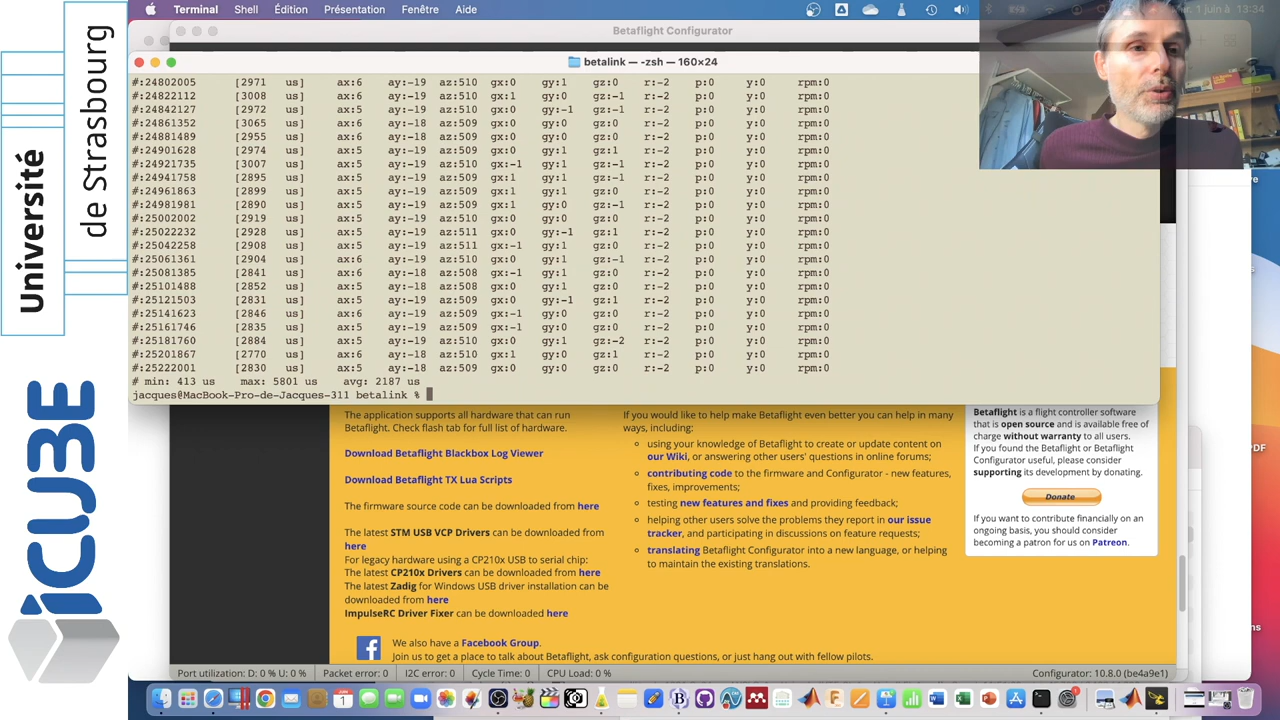 Université
de Strasbourg
iCUBE
Terminal Shell Édition Présentation Fenêtre Aide
Mer. 1 juin à 13:34
Betaflight Configurator
betalink — -zsh — 160×24
#:24802005 [2971 us] ax:6 ay:-19 az:510 gx:0 gy:1 gz:0 r:-2 p:0 y:0 rpm:0
#:24822112 [3008 us] ax:6 ay:-19 az:510 gx:1 gy:0 gz:-1 r:-2 p:0 y:0 rpm:0
#:24842127 [2972 us] ax:5 ay:-19 az:510 gx:0 gy:-1 gz:-1 r:-2 p:0 y:0 rpm:0
#:24861352 [3065 us] ax:6 ay:-18 az:509 gx:0 gy:0 gz:0 r:-2 p:0 y:0 rpm:0
#:24881489 [2955 us] ax:6 ay:-18 az:509 gx:0 gy:0 gz:0 r:-2 p:0 y:0 rpm:0
#:24901628 [2974 us] ax:5 ay:-19 az:509 gx:0 gy:1 gz:1 r:-2 p:0 y:0 rpm:0
#:24921735 [3007 us] ax:5 ay:-19 az:510 gx:-1 gy:1 gz:-1 r:-2 p:0 y:0 rpm:0
#:24941758 [2895 us] ax:5 ay:-19 az:509 gx:1 gy:1 gz:-1 r:-2 p:0 y:0 rpm:0
#:24961863 [2899 us] ax:5 ay:-19 az:509 gx:1 gy:1 gz:0 r:-2 p:0 y:0 rpm:0
#:24981981 [2890 us] ax:5 ay:-19 az:509 gx:1 gy:0 gz:-1 r:-2 p:0 y:0 rpm:0
#:25002002 [2919 us] ax:5 ay:-19 az:510 gx:0 gy:0 gz:0 r:-2 p:0 y:0 rpm:0
#:25022232 [2928 us] ax:5 ay:-19 az:511 gx:0 gy:-1 gz:1 r:-2 p:0 y:0 rpm:0
#:25042258 [2908 us] ax:5 ay:-19 az:511 gx:-1 gy:1 gz:0 r:-2 p:0 y:0 rpm:0
#:25061361 [2904 us] ax:6 ay:-19 az:510 gx:0 gy:0 gz:-1 r:-2 p:0 y:0 rpm:0
#:25081385 [2841 us] ax:6 ay:-18 az:508 gx:-1 gy:1 gz:0 r:-2 p:0 y:0 rpm:0
#:25101488 [2852 us] ax:5 ay:-18 az:508 gx:0 gy:1 gz:0 r:-2 p:0 y:0 rpm:0
#:25121503 [2831 us] ax:5 ay:-19 az:509 gx:0 gy:-1 gz:1 r:-2 p:0 y:0 rpm:0
#:25141623 [2846 us] ax:5 ay:-19 az:509 gx:-1 gy:0 gz:0 r:-2 p:0 y:0 rpm:0
#:25161746 [2835 us] ax:5 ay:-19 az:509 gx:-1 gy:0 gz:0 r:-2 p:0 y:0 rpm:0
#:25181760 [2884 us] ax:5 ay:-19 az:509 gx:0 gy:1 gz:-2 r:-2 p:0 y:0 rpm:0
#:25201867 [2770 us] ax:6 ay:-18 az:509 gx:1 gy:0 gz:1 r:-2 p:0 y:0 rpm:0
#:25222001 [2830 us] ax:5 ay:-18 az:509 gx:0 gy:1 gz:0 r:-2 p:0 y:0 rpm:0
# min: 413 us max: 5801 us avg: 2187 us
jacques@MacBook-Pro-de-Jacques-311 betalink %
The application supports all hardware that can run
Betaflight. Check flash tab for full list of hardware.
Download Betaflight Blackbox Log Viewer
Download Betaflight TX Lua Scripts
The firmware source code can be downloaded from here
The latest STM USB VCP Drivers can be downloaded from
here
For legacy hardware using a CP210x USB to serial chip:
The latest CP210x Drivers can be downloaded from here
The latest Zadig for Windows USB driver installation can be
downloaded from here
ImpulseRC Driver Fixer can be downloaded here
We also have a Facebook Group.
Join us to get a place to talk about Betaflight, ask configuration questions, or just hang out with fellow pilots.
If you would like to help make Betaflight even better you can help in many
ways, including:
using your knowledge of Betaflight to create or update content on
our Wiki, or answering other users' questions in online forums;
contributing code to the firmware and Configurator - new features,
fixes, improvements;
testing new features and fixes and providing feedback;
helping other users solve the problems they report in our issue
tracker, and participating in discussions on feature requests;
translating Betaflight Configurator into a new language, or helping
to maintain the existing translations.
Betaflight is a flight controller software
that is open source and is available free of
charge without warranty to all users.
If you found the Betaflight or Betaflight
Configurator useful, please consider
supporting its development by donating.
Donate
If you want to contribute financially on an
ongoing basis, you should consider
becoming a patron for us on Patreon.
Port utilization: D: 0 % U: 0 % Packet error: 0 I2C error: 0 Cycle Time: 0 CPU Load: 0 %
Configurator: 10.8.0 (be4a9e1)